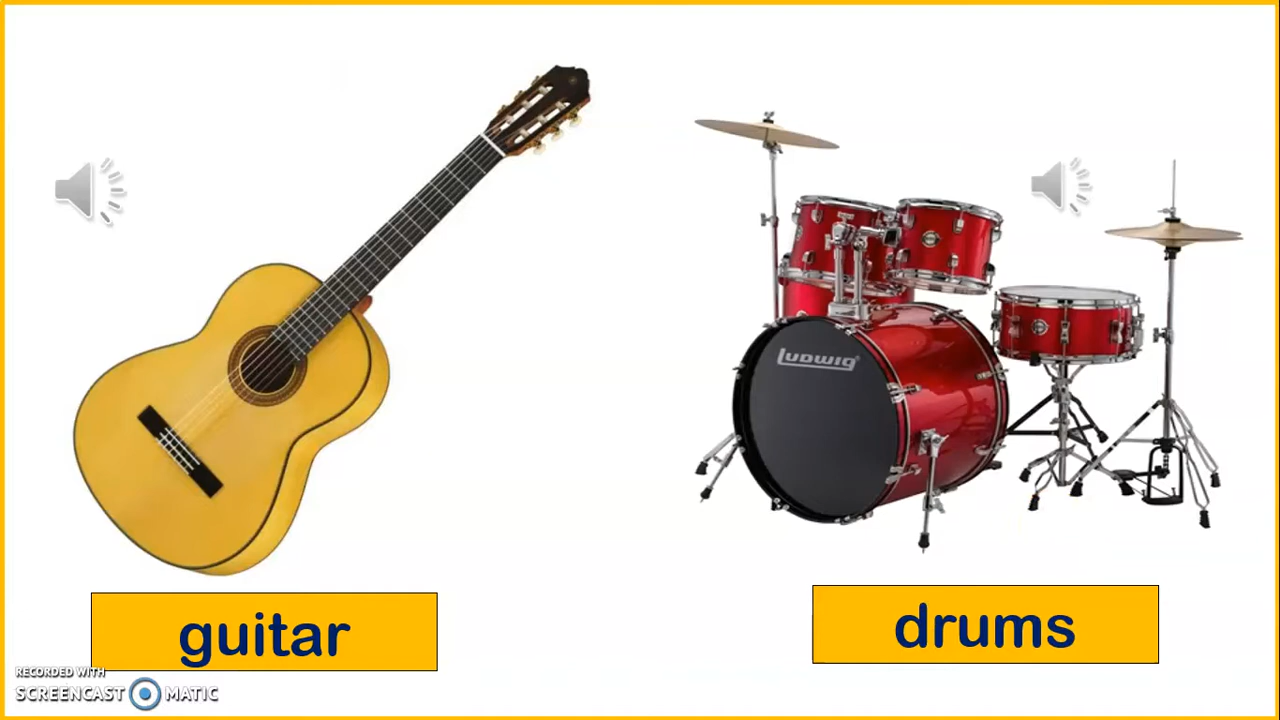 LUDWIG
guitar
drums
RECORDED WITH
SCREENCAST MATIC